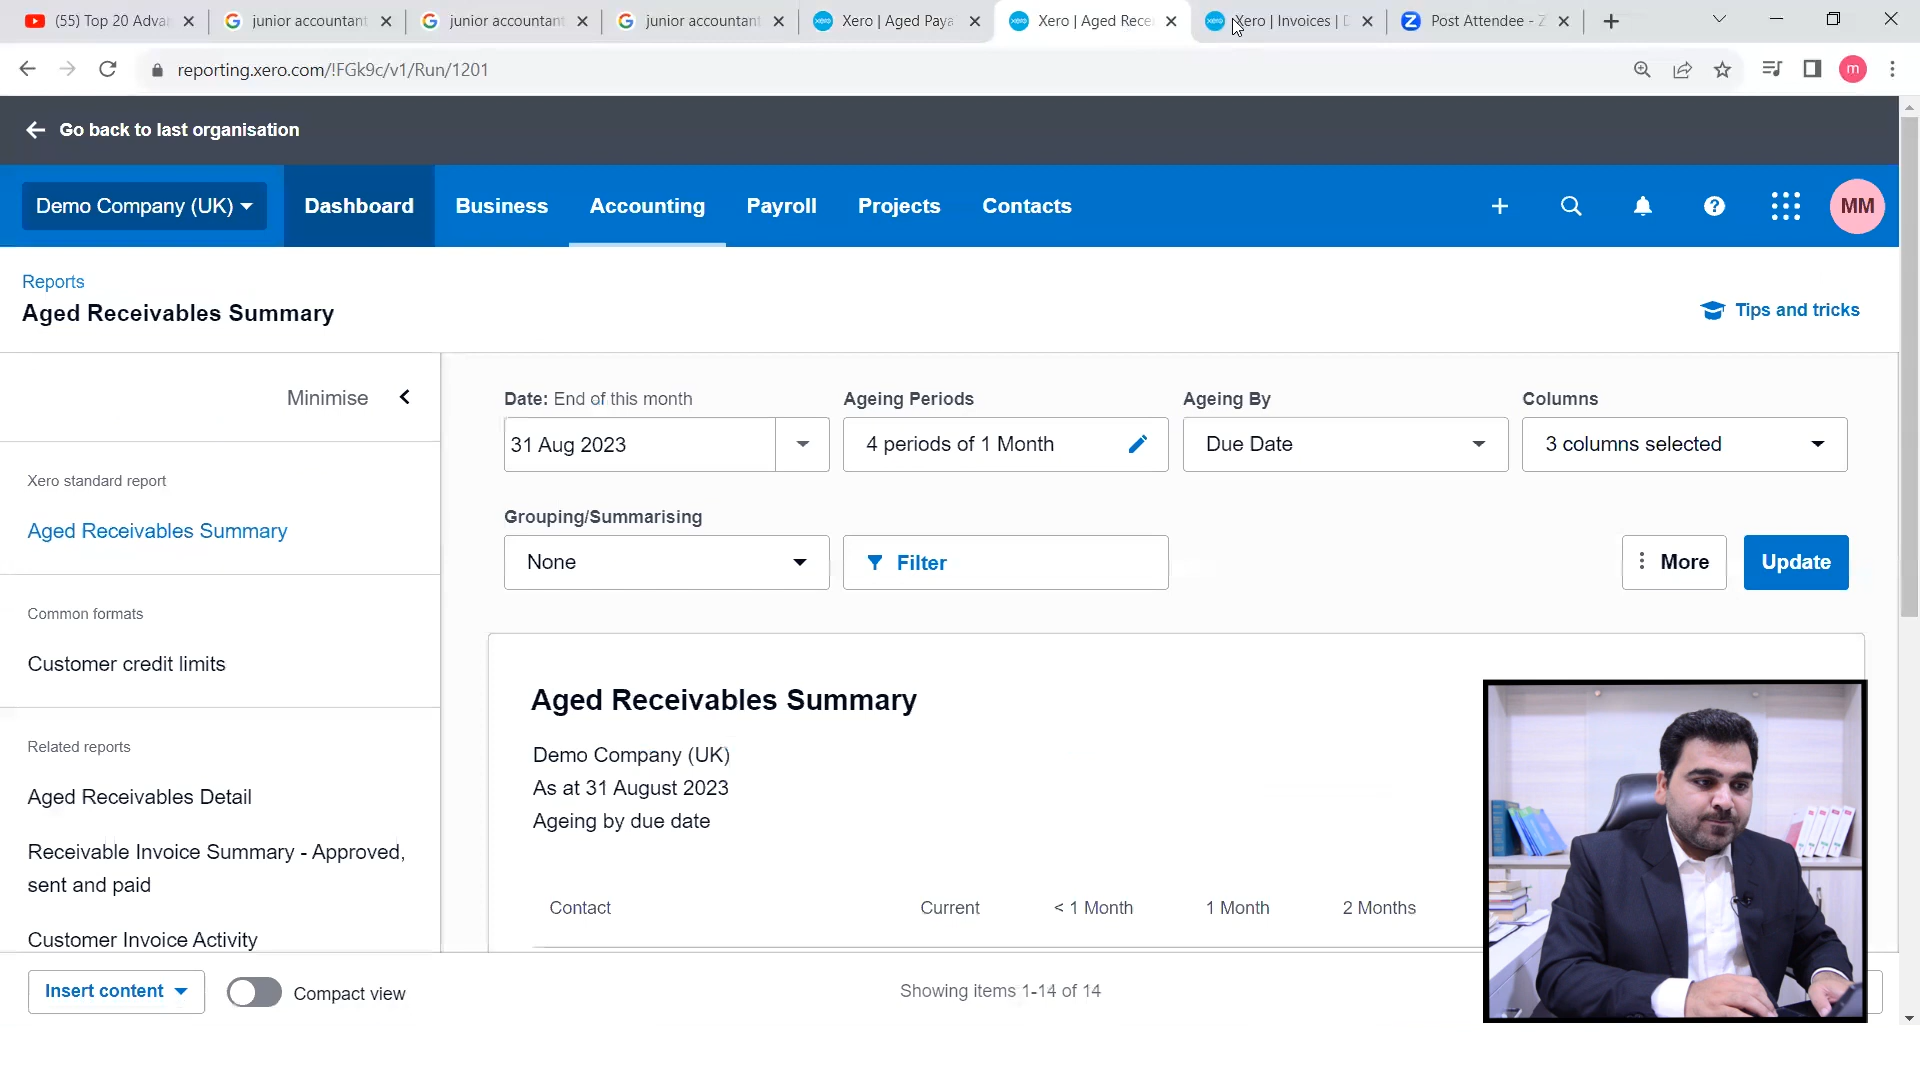 (55) Top 20 Adva
junior accountant
junior accountant
junior accountant
Xero | Aged Paya
Xero | Aged Rece
Xero | Invoices | D
Post Attendee - Z
reporting.xero.com/!FGk9c/v1/Run/1201
m
Go back to last organisation
Demo Company (UK)
Dashboard
Business
Accounting
Payroll
Projects
Contacts
MM
Reports
Aged Receivables Summary
Tips and tricks
Minimise
Date: End of this month
Ageing Periods
Ageing By
Columns
31 Aug 2023
4 periods of 1 Month
Due Date
3 columns selected
Xero standard report
Aged Receivables Summary
Grouping/Summarising
None
Filter
More
Update
Common formats
Customer credit limits
Related reports
Aged Receivables Detail
Receivable Invoice Summary - Approved,
sent and paid
Customer Invoice Activity
Aged Receivables Summary
Demo Company (UK)
As at 31 August 2023
Ageing by due date
Contact
Current
< 1 Month
1 Month
2 Months
Insert content
Compact view
Showing items 1-14 of 14